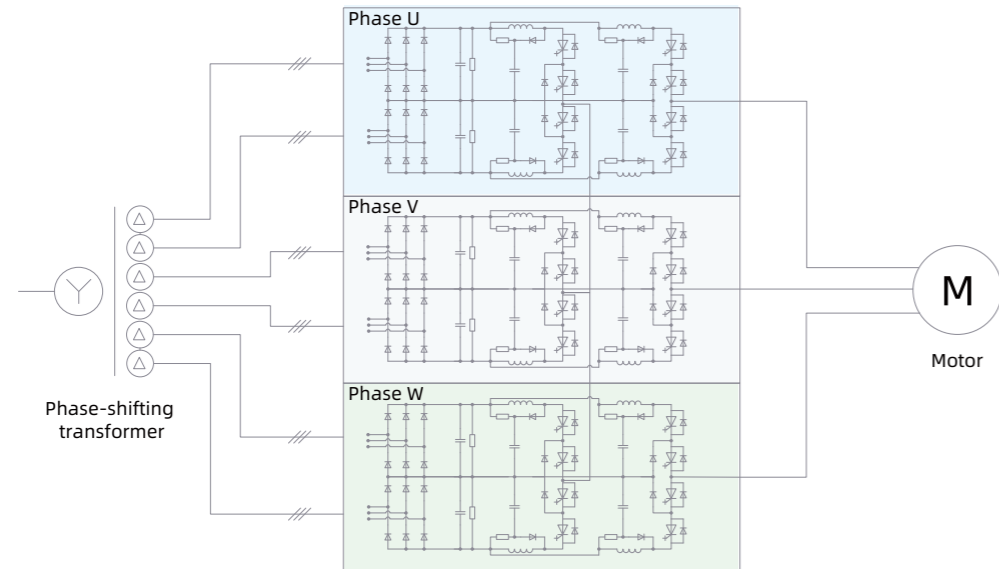 Phase U
Phase V
Phase W
Phase-shifting
transformer
M
Motor